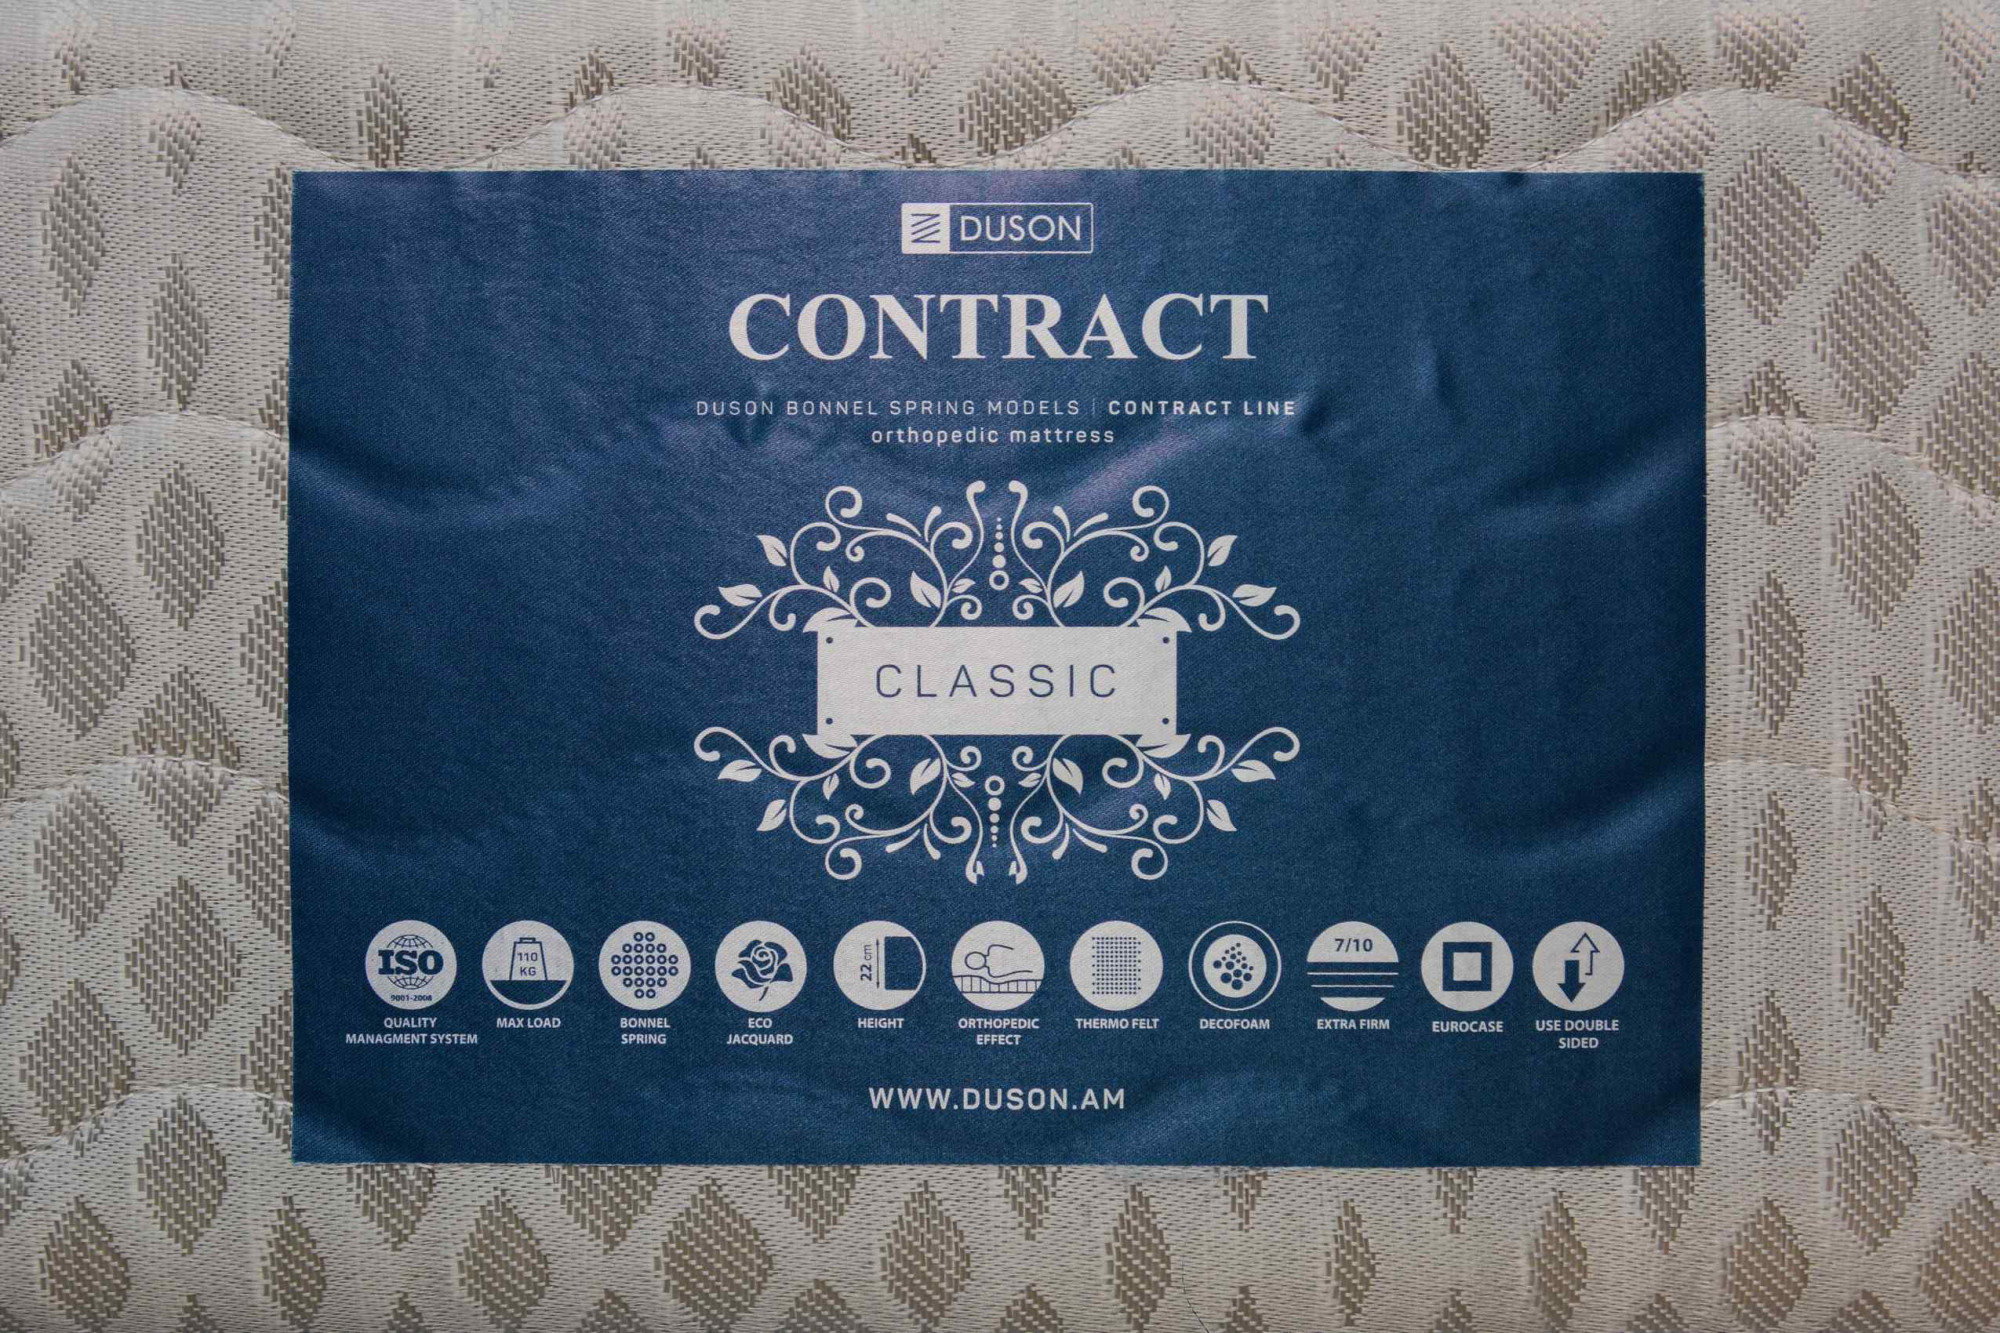 DUSON
CONTRACT
DUSON BONNEL SPRING MODELS | CONTRACT LINE
orthopedic mattress
CLASSIC
ISO
9001-2008
QUALITY
MANAGMENT SYSTEM
110
KG
MAX LOAD
BONNEL
SPRING
ECO
JACQUARD
22 cm
HEIGHT
ORTHOPEDIC
EFFECT
THERMO FELT
DECOFOAM
7/10
EXTRA FIRM
EUROCASE
USE DOUBLE
SIDED
WWW.DUSON.AM